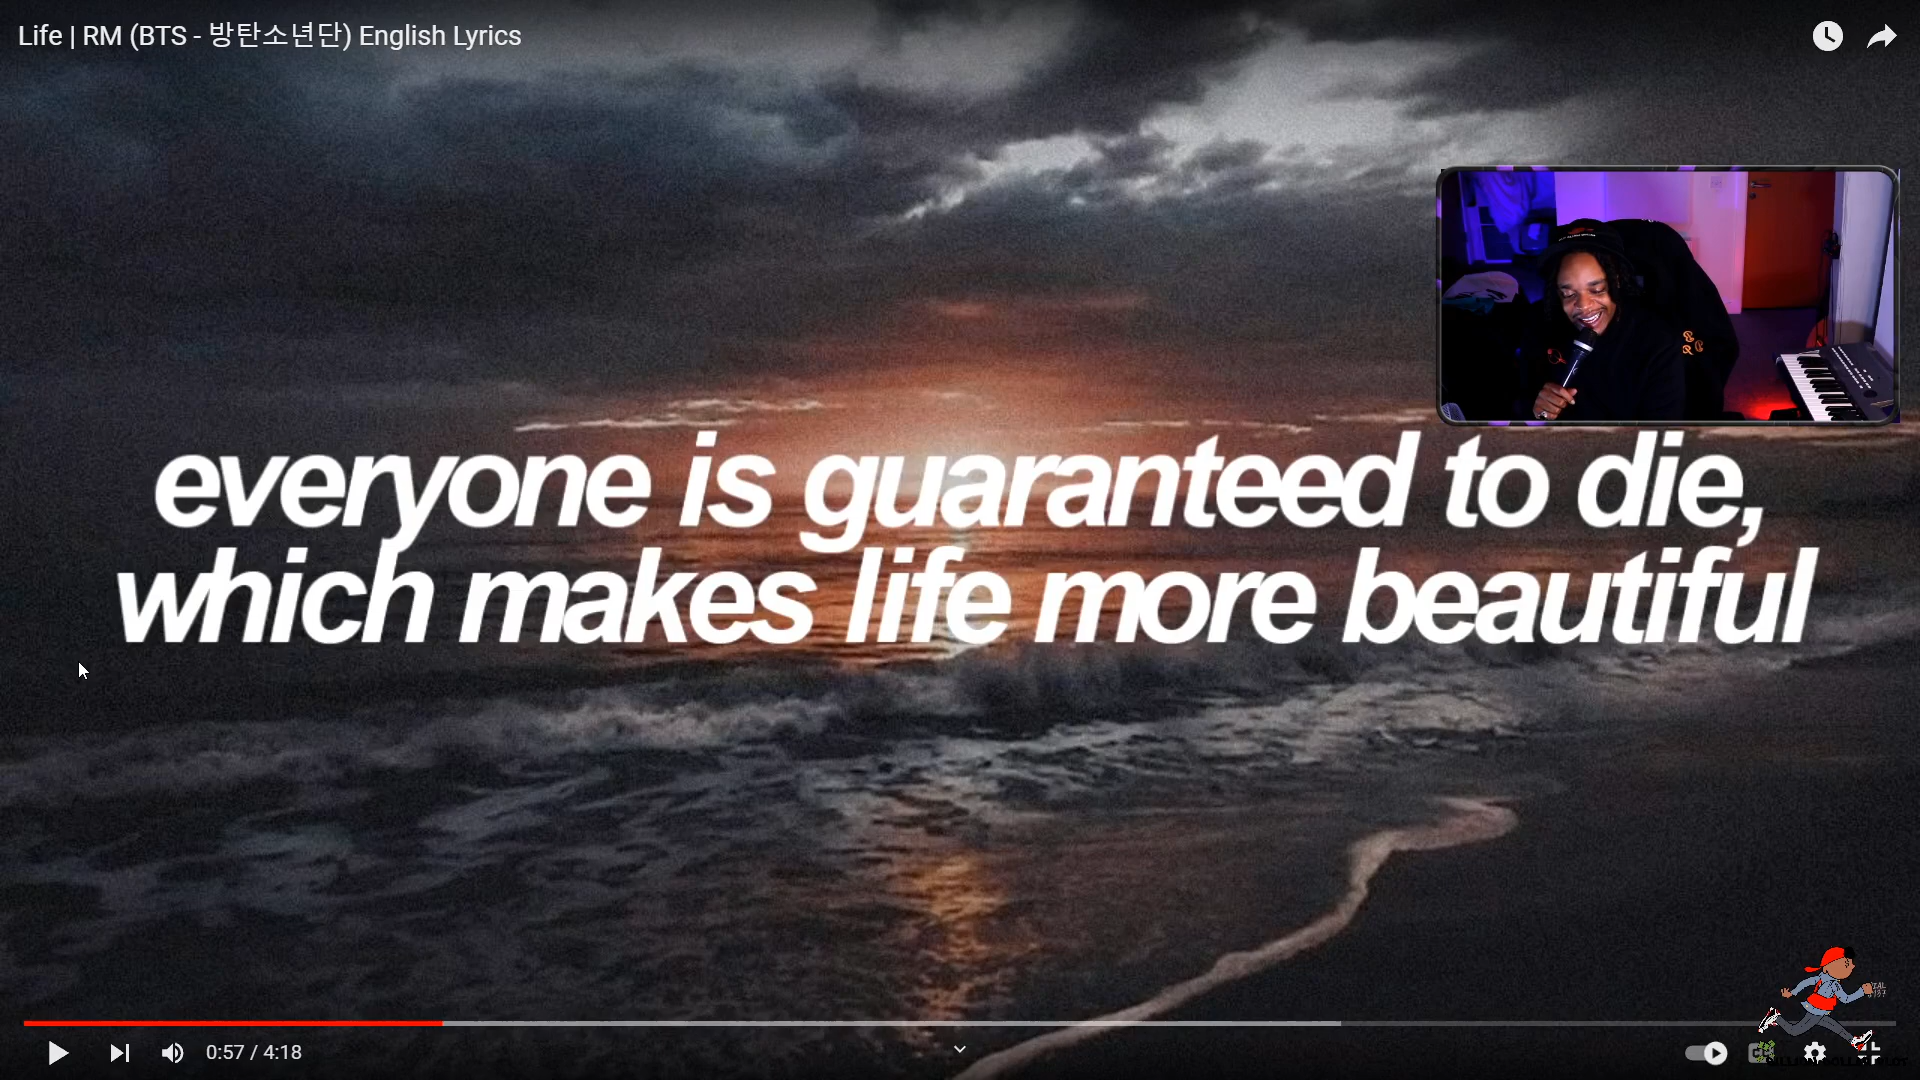 Life | RM (BTS - 방탄소년단) English Lyrics
everyone is guaranteed to die,
which makes life more beautiful
0:57 / 4:18